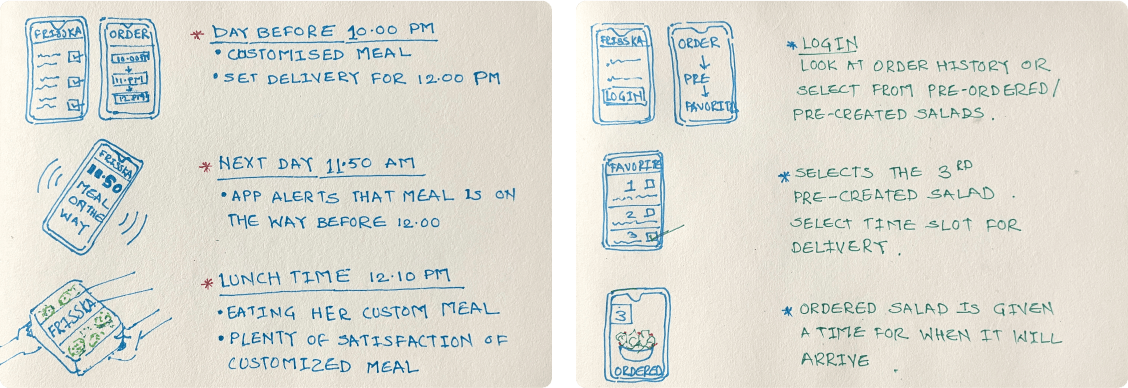 FRISSKA
ORDER
10:00PM
11:PM
12.PM
* DAY BEFORE 10.00 PM
• CUSTOMISED MEAL
• SET DELIVERY FOR 12.00 PM
FRISSKA
11.50
MEAL
ON THE
WAY
* NEXT DAY 11.50 AM
• APP ALERTS THAT MEAL IS ON
THE WAY BEFORE 12.00
FRISSKA
* LUNCH TIME 12.10 PM
• EATING HER CUSTOM MEAL
• PLENTY OF SATISFACTION OF
CUSTOMIZED MEAL
FRISSKA
LOGIN
ORDER
PRE
FAVORITE
* LOGIN
LOOK AT ORDER HISTORY OR
SELECT FROM PRE-ORDERED/
PRE-CREATED SALADS.
FAVORITE
1
2
3
* SELECTS THE 3RD
PRE-CREATED SALAD.
SELECT TIME SLOT FOR
DELIVERY.
3
ORDERED
* ORDERED SALAD IS GIVEN
A TIME FOR WHEN IT WILL
ARRIVE.